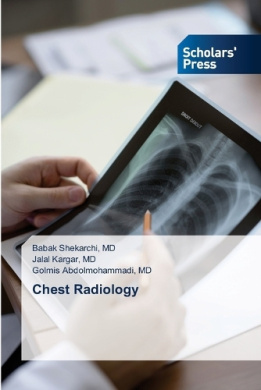 Scholars'
Press
Babak Shekarchi, MD
Jalal Kargar, MD
Golmis Abdolmohammadi, MD
Chest Radiology